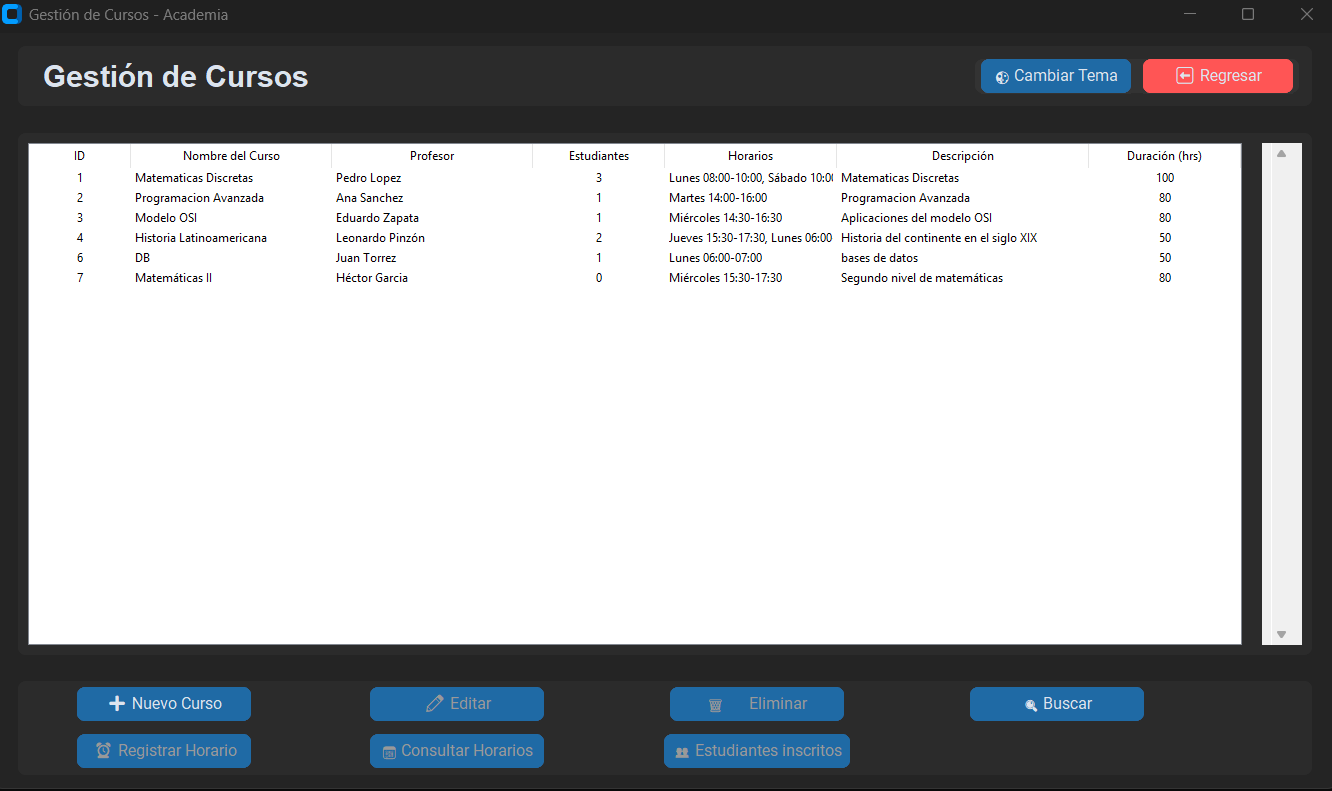 Gestión de Cursos - Academia
Gestión de Cursos
Cambiar Tema
Regresar
ID Nombre del Curso Profesor Estudiantes Horarios Descripción Duración (hrs)
1 Matematicas Discretas Pedro Lopez 3 Lunes 08:00-10:00, Sábado 10:00 Matematicas Discretas 100
2 Programacion Avanzada Ana Sanchez 1 Martes 14:00-16:00 Programacion Avanzada 80
3 Modelo OSI Eduardo Zapata 1 Miércoles 14:30-16:30 Aplicaciones del modelo OSI 80
4 Historia Latinoamericana Leonardo Pinzón 2 Jueves 15:30-17:30, Lunes 06:00 Historia del continente en el siglo XIX 50
6 DB Juan Torrez 1 Lunes 06:00-07:00 bases de datos 50
7 Matemáticas II Héctor Garcia 0 Miércoles 15:30-17:30 Segundo nivel de matemáticas 80
Nuevo Curso Editar Eliminar Buscar
Registrar Horario Consultar Horarios Estudiantes inscritos